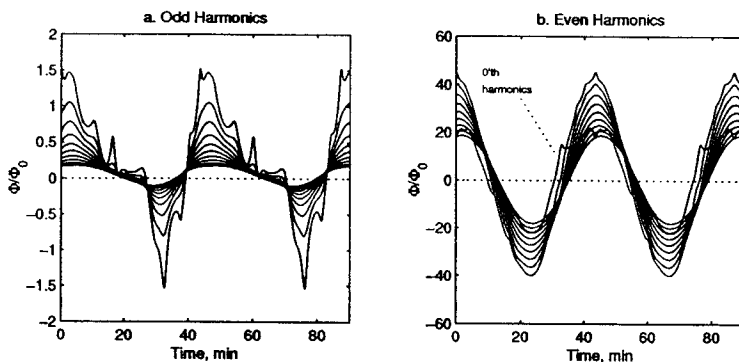 a. Odd Harmonics
2
1.5
1
0.5
0
−0.5
−1
−1.5
−2
Φ/Φ0
0 20 40 60 80
Time, min
b. Even Harmonics
60
40
20
0
−20
−40
−60
Φ/Φ0
0'th
harmonics
0 20 40 60 80
Time, min